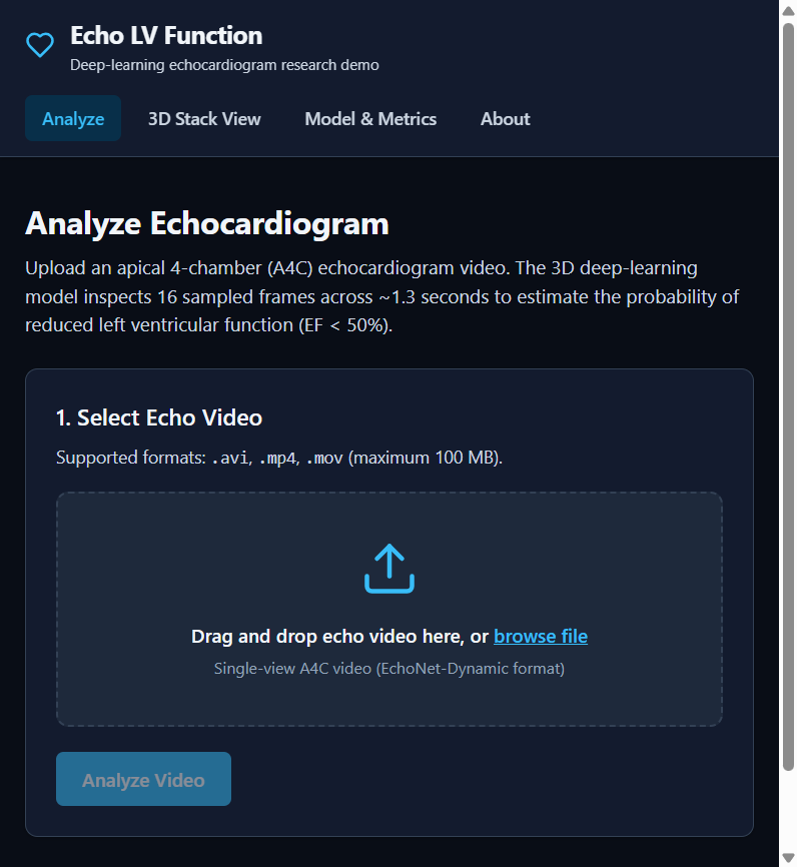 Echo LV Function
Deep-learning echocardiogram research demo
Analyze 3D Stack View Model & Metrics About
Analyze Echocardiogram
Upload an apical 4-chamber (A4C) echocardiogram video. The 3D deep-learning
model inspects 16 sampled frames across ~1.3 seconds to estimate the probability of
reduced left ventricular function (EF < 50%).
1. Select Echo Video
Supported formats: .avi, .mp4, .mov (maximum 100 MB).
Drag and drop echo video here, or browse file
Single-view A4C video (EchoNet-Dynamic format)
Analyze Video